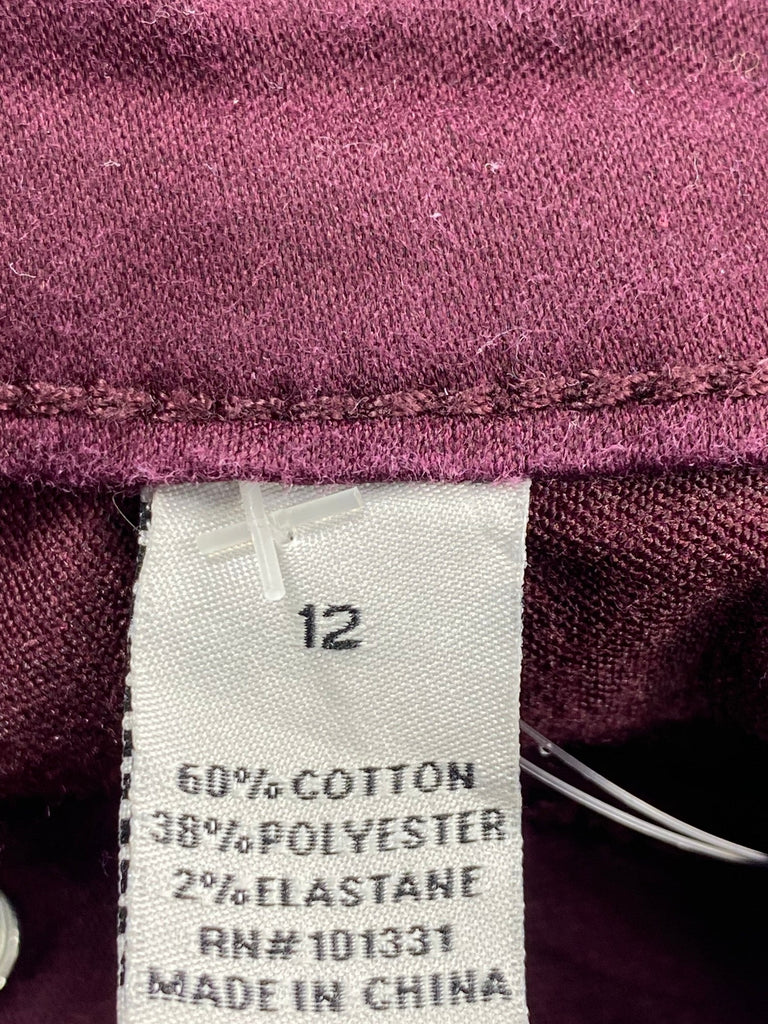 12
60% COTTON
38% POLYESTER
2% ELASTANE
RN# 101331
MADE IN CHINA